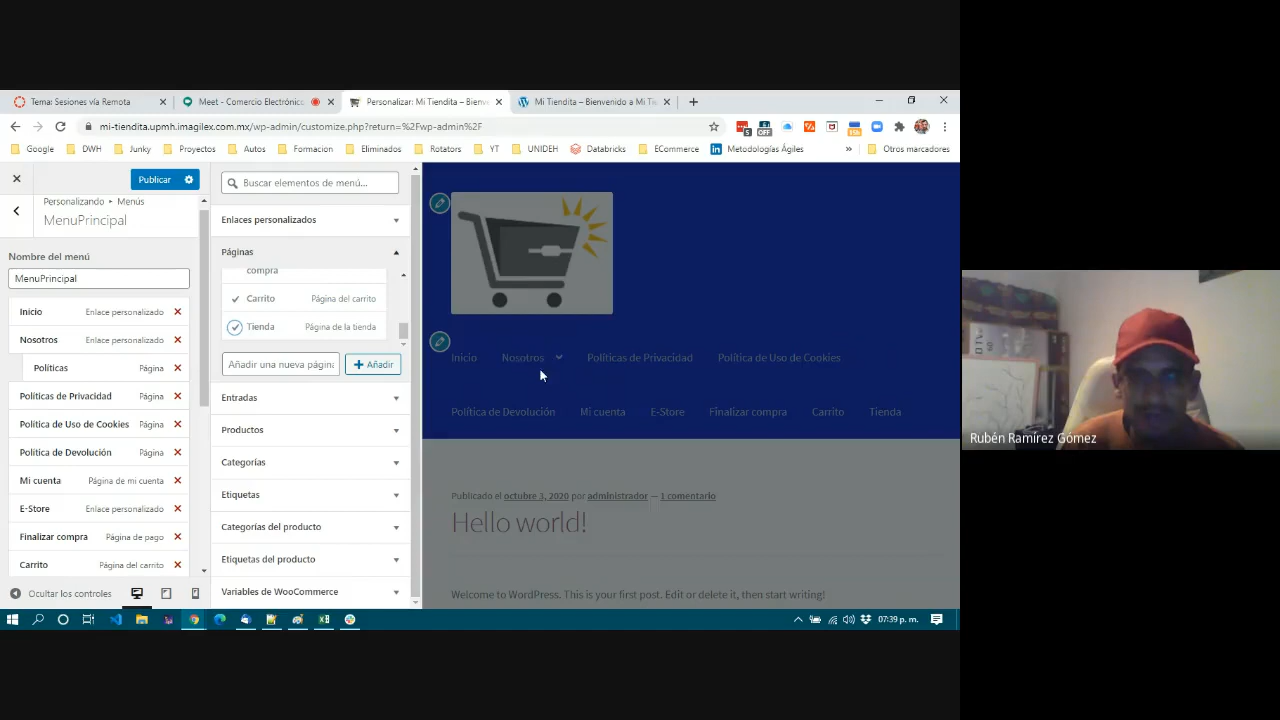 Tema: Sesiones vía Remota
Meet - Comercio Electrónic
Personalizar: Mi Tiendita – Bienve
Mi Tiendita – Bienvenido a Mi Ti
mi-tiendita.upmh.imagilex.com.mx/wp-admin/customize.php?return=%2Fwp-admin%2F
5
OFF
Google
DWH
Junky
Proyectos
Autos
Formacion
Eliminados
Rotators
YT
UNIDEH
Databricks
ECommerce
Metodologías Ágiles
»
Otros marcadores
Publicar
Personalizando ▸ Menús
MenuPrincipal
Nombre del menú
MenuPrincipal
Inicio Enlace personalizado
Nosotros Enlace personalizado
Políticas Página
Políticas de Privacidad Página
Política de Uso de Cookies Página
Política de Devolución Página
Mi cuenta Página de mi cuenta
E-Store Enlace personalizado
Finalizar compra Página de pago
Carrito Página del carrito
Ocultar los controles
Buscar elementos de menú...
Enlaces personalizados
Páginas
compra
Carrito Página del carrito
Tienda Página de la tienda
Añadir una nueva página
+ Añadir
Entradas
Productos
Categorías
Etiquetas
Categorías del producto
Etiquetas del producto
Variables de WooCommerce
Inicio Nosotros Políticas de Privacidad Política de Uso de Cookies
Política de Devolución Mi cuenta E-Store Finalizar compra Carrito Tienda
Publicado el octubre 3, 2020 por administrador — 1 comentario
Hello world!
Welcome to WordPress. This is your first post. Edit or delete it, then start writing!
07:39 p. m.
Rubén Ramírez Gómez